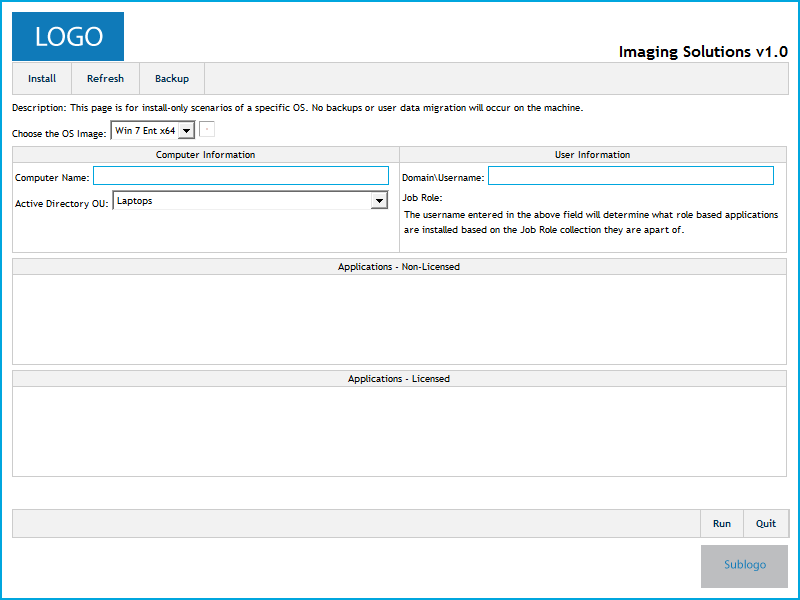 LOGO
Imaging Solutions v1.0
Install Refresh Backup
Description: This page is for install-only scenarios of a specific OS. No backups or user data migration will occur on the machine.
Choose the OS Image: Win 7 Ent x64
Computer Information
User Information
Computer Name:
Domain\Username:
Active Directory OU: Laptops
Job Role:
The username entered in the above field will determine what role based applications
are installed based on the Job Role collection they are apart of.
Applications - Non-Licensed
Applications - Licensed
Run Quit
Sublogo